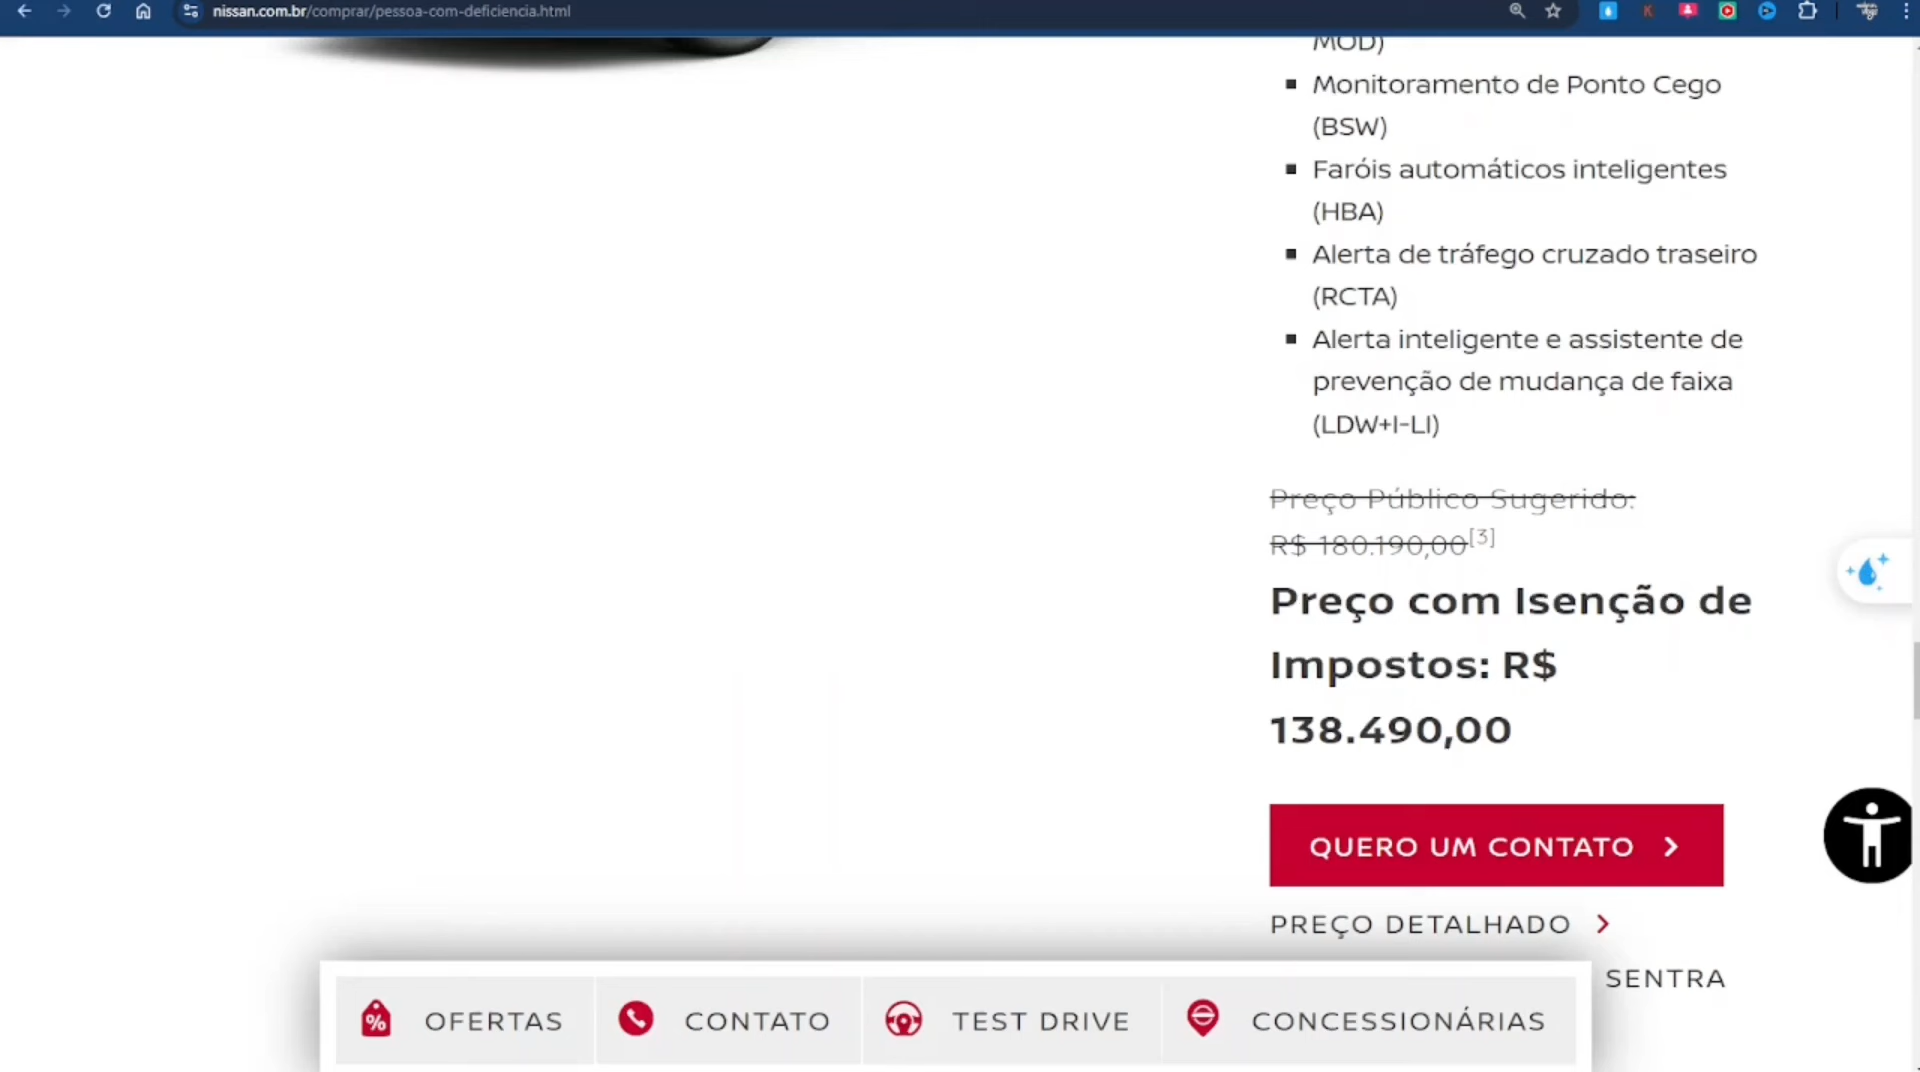 nissan.com.br/comprar/pessoa-com-deficiencia.html
MOD)
Monitoramento de Ponto Cego
(BSW)
Faróis automáticos inteligentes
(HBA)
Alerta de tráfego cruzado traseiro
(RCTA)
Alerta inteligente e assistente de
prevenção de mudança de faixa
(LDW+I-LI)
Preço Público Sugerido:
R$ 180.190,00[3]
Preço com Isenção de
Impostos: R$
138.490,00
QUERO UM CONTATO
PREÇO DETALHADO
SENTRA
OFERTAS
CONTATO
TEST DRIVE
CONCESSIONÁRIAS